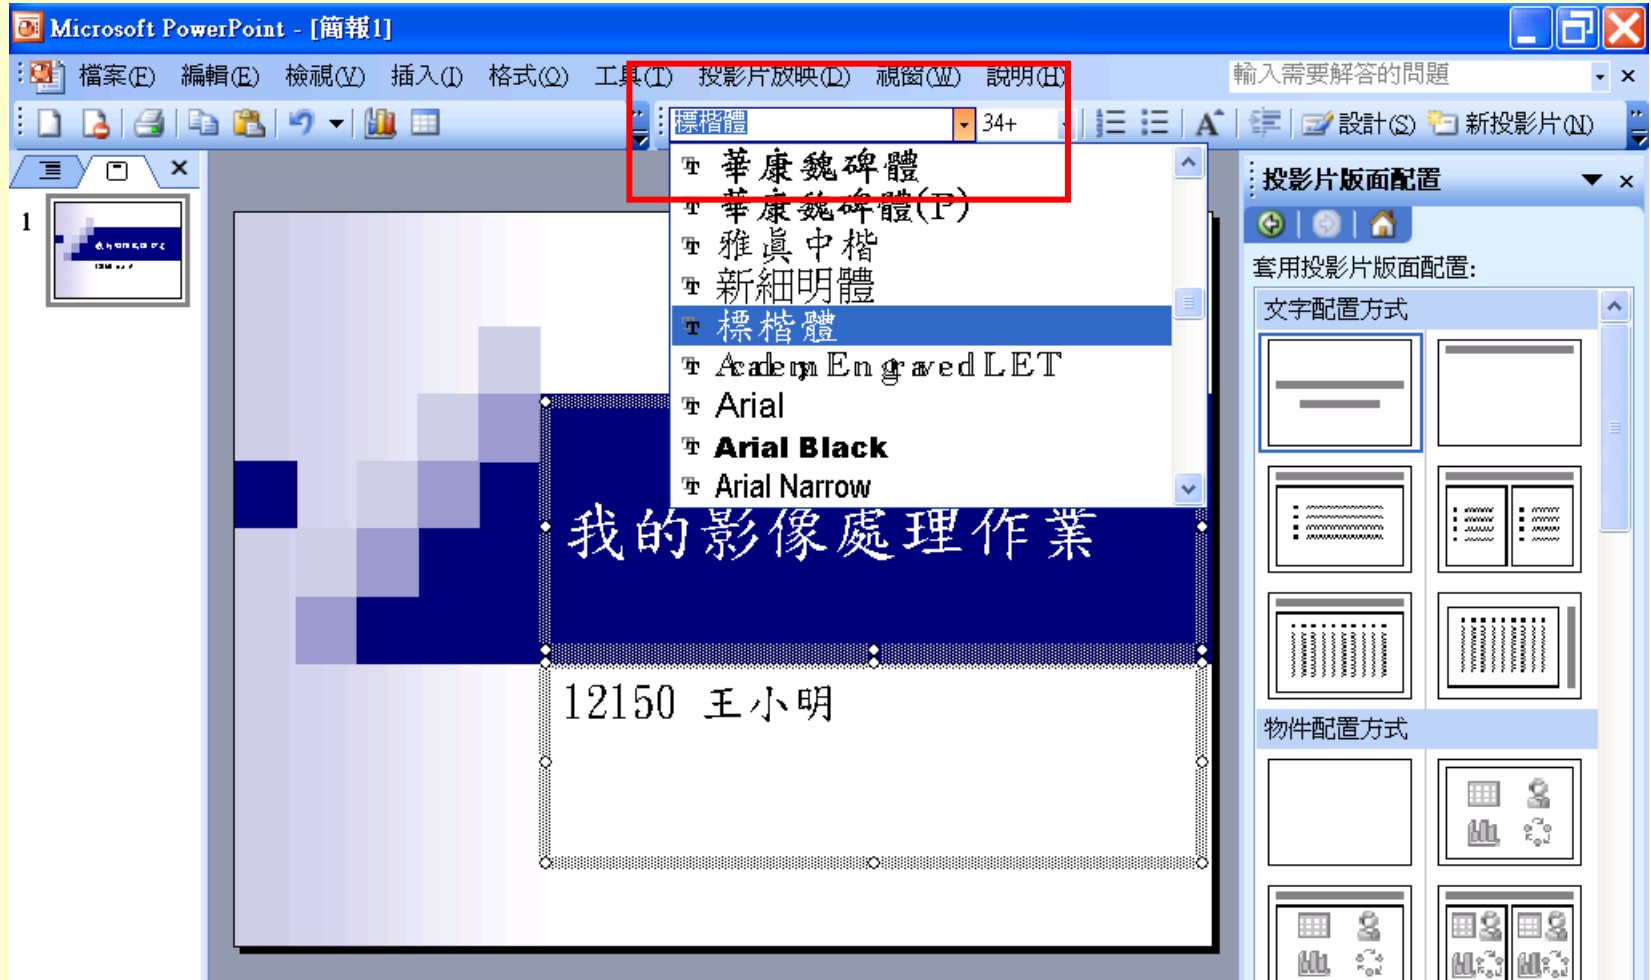 Microsoft PowerPoint - [簡報1]
檔案(F) 編輯(E) 檢視(V) 插入(I) 格式(O) 工具(T) 投影片放映(D) 視窗(W) 說明(H) 輸入需要解答的問題
標楷體 34+ 設計(S) 新投影片(N)
華康魏碑體
華康魏碑體(P)
雅真中楷
新細明體
標楷體
Academy Engraved LET
Arial
Arial Black
Arial Narrow
1
我的影像處理作業
12150 王小明
投影片版面配置
套用投影片版面配置:
文字配置方式
物件配置方式